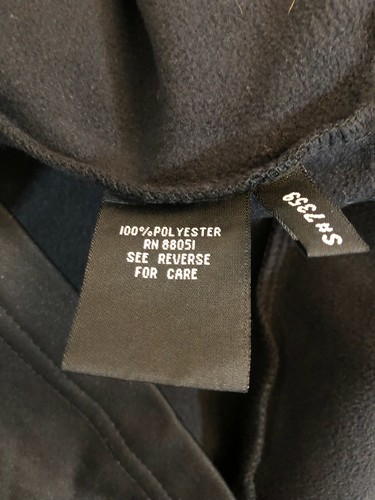 100% POLYESTER
RN 88051
SEE REVERSE
FOR CARE
S#7359